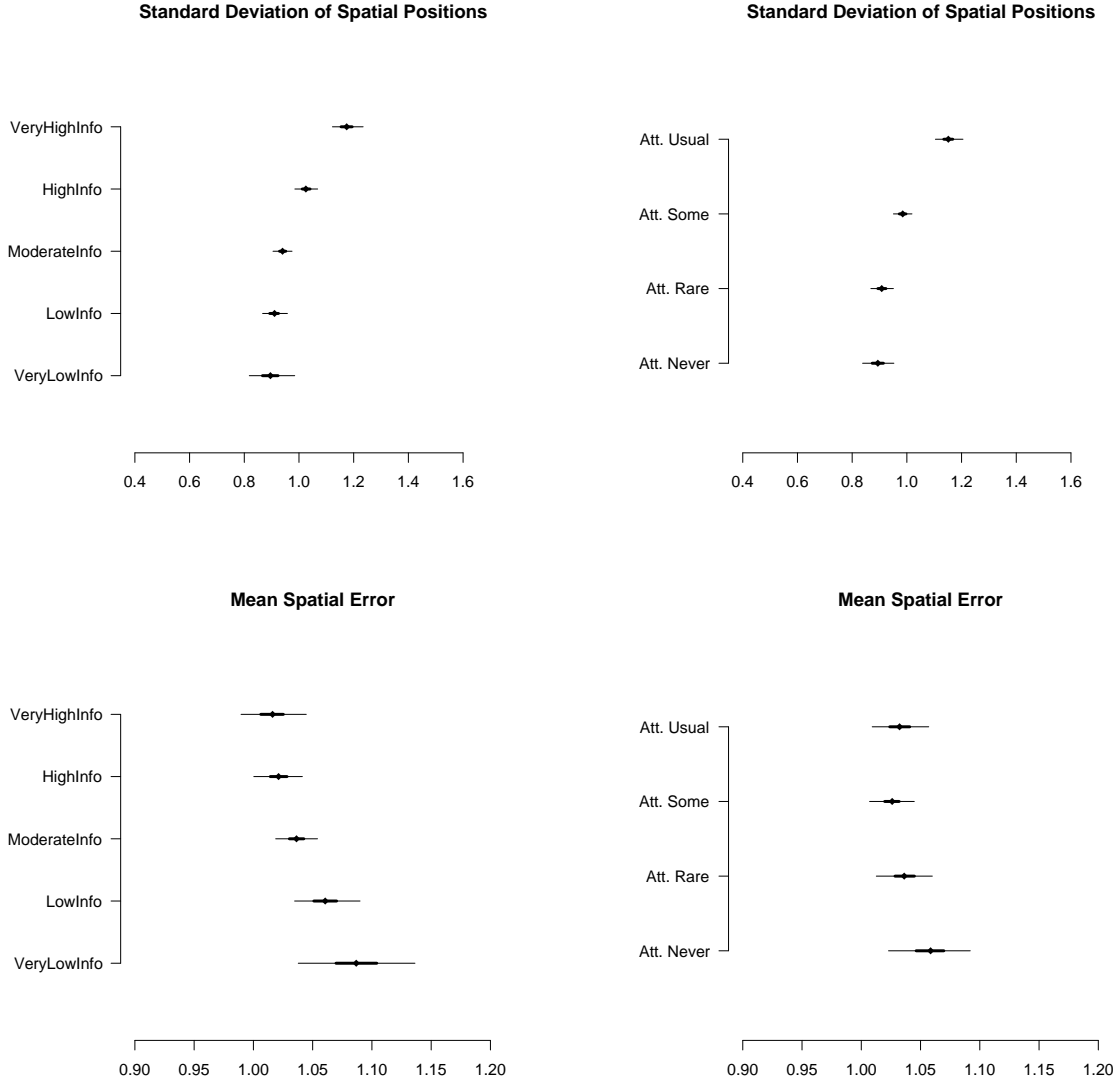 Standard Deviation of Spatial Positions
VeryHighInfo
HighInfo
ModerateInfo
LowInfo
VeryLowInfo
0.4 0.6 0.8 1.0 1.2 1.4 1.6
Standard Deviation of Spatial Positions
Att. Usual
Att. Some
Att. Rare
Att. Never
0.4 0.6 0.8 1.0 1.2 1.4 1.6
Mean Spatial Error
VeryHighInfo
HighInfo
ModerateInfo
LowInfo
VeryLowInfo
0.90 0.95 1.00 1.05 1.10 1.15 1.20
Mean Spatial Error
Att. Usual
Att. Some
Att. Rare
Att. Never
0.90 0.95 1.00 1.05 1.10 1.15 1.20